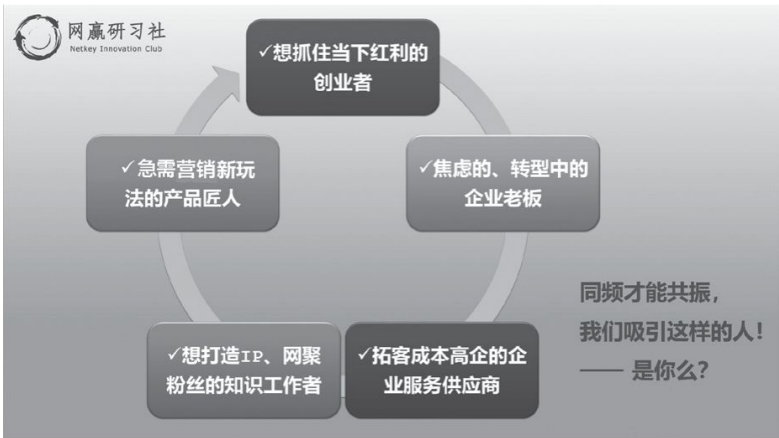 网赢研习社
Netkey Innovation Club
✓想抓住当下红利的
创业者
✓焦虑的、转型中的
企业老板
✓拓客成本高企的企
业服务供应商
✓想打造IP、网聚
粉丝的知识工作者
✓急需营销新玩
法的产品匠人
同频才能共振，
我们吸引这样的人！
—— 是你么？